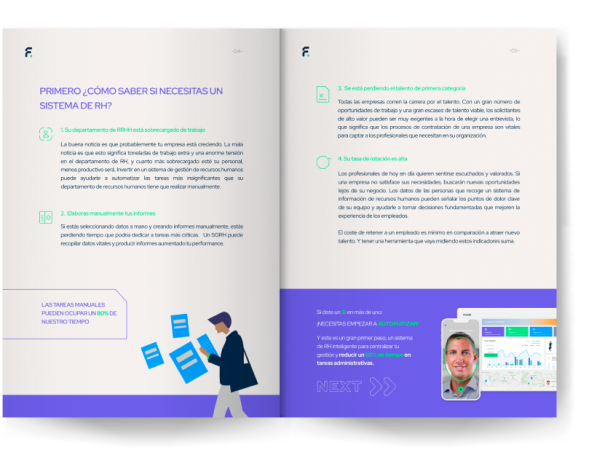 F.
PRIMERO ¿CÓMO SABER SI NECESITAS UN
SISTEMA DE RH?
1. Su departamento de RRHH está sobrecargado de trabajo
La buena noticia es que probablemente tu empresa está creciendo. La mala
noticia es que esto significa toneladas de trabajo extra y una enorme tensión
en el departamento de RH, y cuanto más sobrecargado esté su personal,
menos productivo será. Invertir en un sistema de gestión de recursos humanos
puede ayudarle a automatizar las tareas más insignificantes que su
departamento de recursos humanos tiene que realizar manualmente.
2. Elaboras manualmente tus informes
Si estás seleccionando datos a mano y creando informes manualmente, estás
perdiendo tiempo que podría dedicar a tareas más críticas. Un SGRH puede
recopilar datos vitales y producir informes aumentado tu performance.
LAS TAREAS MANUALES
PUEDEN OCUPAR UN 80% DE
NUESTRO TIEMPO
F.
3. Se está perdiendo el talento de primera categoría
Todas las empresas corren la carrera por el talento. Con un gran número de
oportunidades de trabajo y una gran escasez de talento viable, los solicitantes
de alto valor pueden ser muy exigentes a la hora de elegir una entrevista, lo
que significa que los procesos de contratación de una empresa son vitales
para captar a los profesionales que necesitan en su organización.
4. Su tasa de rotación es alta
Los profesionales de hoy en día quieren sentirse escuchados y valorados. Si
una empresa no satisface sus necesidades, buscarán nuevas oportunidades
lejos de su negocio. Los datos de las personas que recoge un sistema de
información de recursos humanos pueden señalar los puntos de dolor clave
de su equipo y ayudarle a tomar decisiones fundamentadas que mejoren la
experiencia de los empleados.
El coste de retener a un empleado es mínimo en comparación a atraer nuevo
talento. Y tener una herramienta que vaya midiendo estos indicadores suma.
Si diste un Sí en más de uno:
¡NECESITAS EMPEZAR A AUTOMATIZAR!
Y este es un gran primer paso, un sistema
de RH inteligente para centralizar tu
gestión y reducir un de tiempo en
tareas administrativas.
NEXT